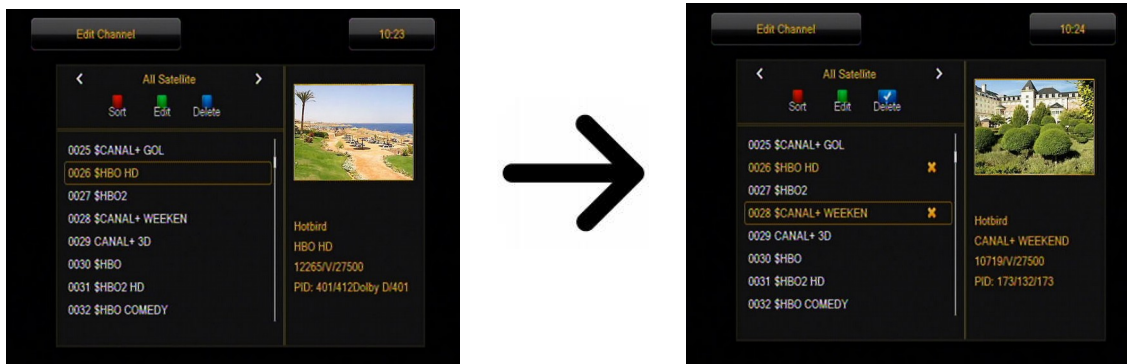 Edit Channel
10:23
All Satellite
Sort Edit Delete
0025 $CANAL+ GOL
0026 $HBO HD
0027 $HBO2
0028 $CANAL+ WEEKEN
0029 CANAL+ 3D
0030 $HBO
0031 $HBO2 HD
0032 $HBO COMEDY
Hotbird
HBO HD
12265/V/27500
PID: 401/412Dolby D/401
Edit Channel
10:24
All Satellite
Sort Edit Delete
0025 $CANAL+ GOL
0026 $HBO HD
0027 $HBO2
0028 $CANAL+ WEEKEN
0029 CANAL+ 3D
0030 $HBO
0031 $HBO2 HD
0032 $HBO COMEDY
Hotbird
CANAL+ WEEKEND
10719/V/27500
PID: 173/132/173